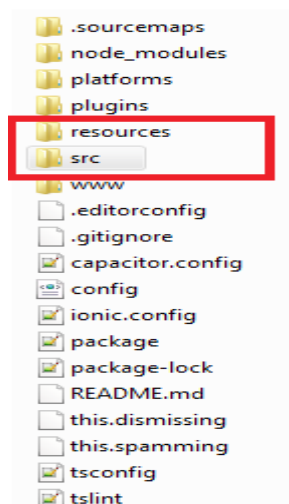 .sourcemaps
node_modules
platforms
plugins
resources
src
www
.editorconfig
.gitignore
capacitor.config
config
ionic.config
package
package-lock
README.md
this.dismissing
this.spamming
tsconfig
tslint